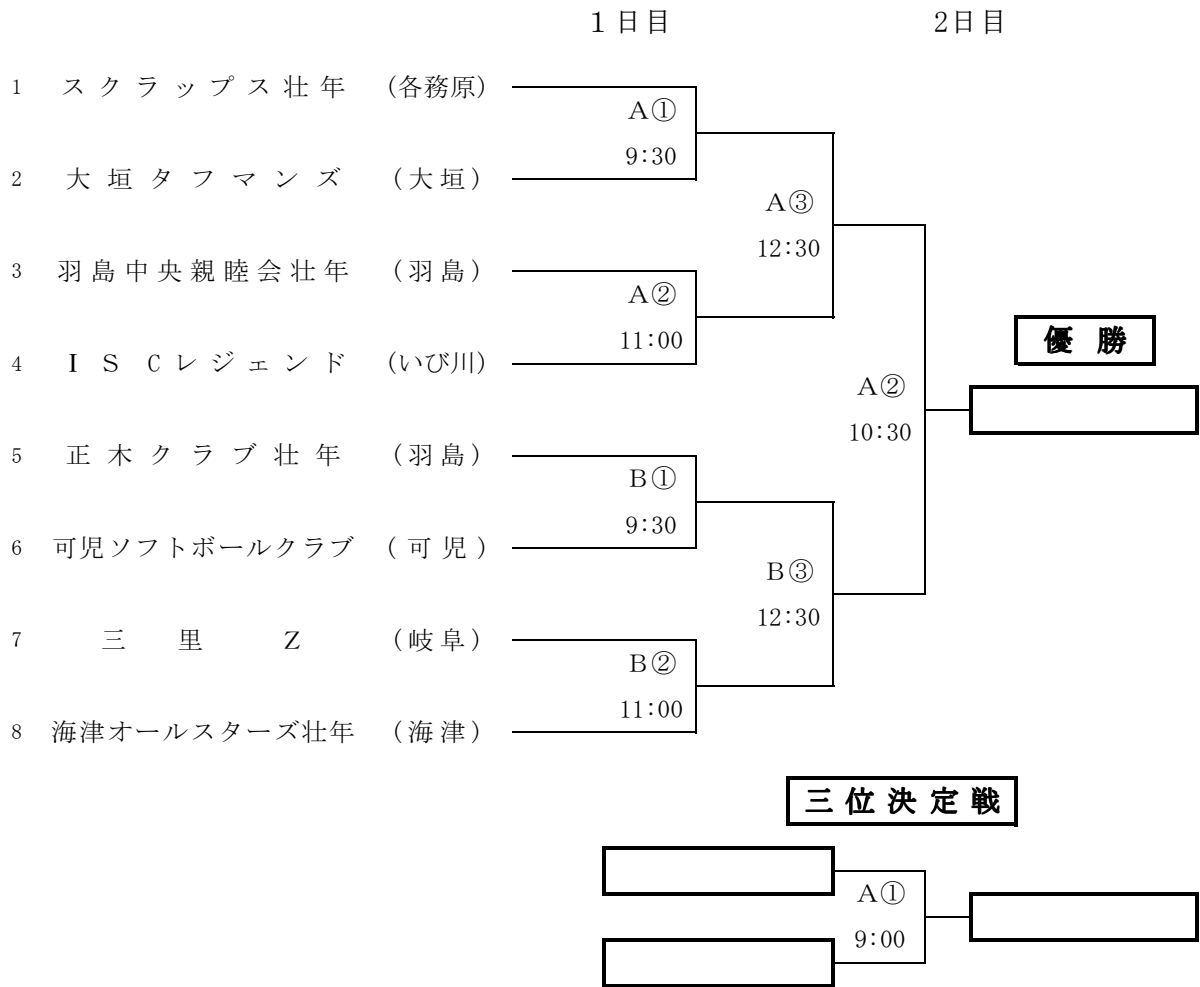 １日目 2日目
1 スクラップス壮年 (各務原)
A①
9:30
2 大垣タフマンズ (大垣)
A③
12:30
3 羽島中央親睦会壮年 (羽島)
A②
11:00
4 ＩＳＣレジェンド (いび川)
優勝
A②
10:30
5 正木クラブ壮年 (羽島)
B①
9:30
6 可児ソフトボールクラブ (可児)
B③
12:30
7 三里Z (岐阜)
B②
11:00
8 海津オールスターズ壮年 (海津)
三位決定戦
A①
9:00